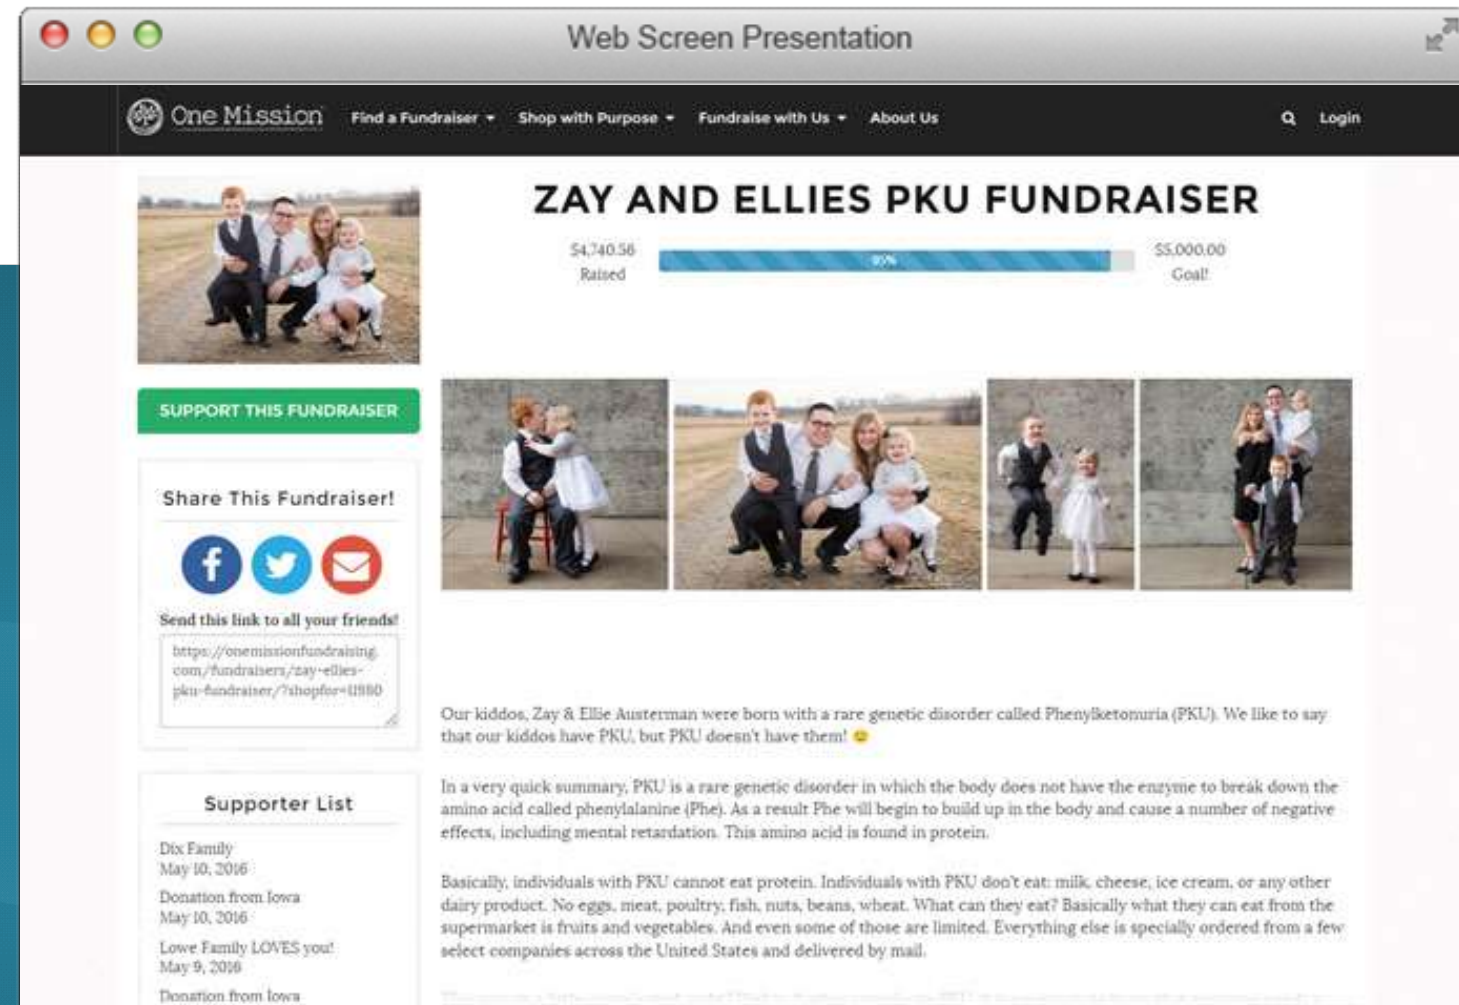 Web Screen Presentation
One Mission
Find a Fundraiser
Shop with Purpose
Fundraise with Us
About Us
Login
ZAY AND ELLIES PKU FUNDRAISER
$4,740.56
Raised
95%
$5,000.00
Goal!
SUPPORT THIS FUNDRAISER
Share This Fundraiser!
Send this link to all your friends!
https://onemissionfundraising.
com/fundraisers/zay-ellies-
pku-fundraiser/?shopfor=
Supporter List
Dix Family
May 10, 2016
Donation from Iowa
May 10, 2016
Lowe Family LOVES you!
May 9, 2016
Donation from Iowa
Our kiddos, Zay & Ellie Austerman were born with a rare genetic disorder called Phenylketonuria (PKU). We like to say
that our kiddos have PKU, but PKU doesn't have them! 🙂
In a very quick summary, PKU is a rare genetic disorder in which the body does not have the enzyme to break down the
amino acid called phenylalanine (Phe). As a result Phe will begin to build up in the body and cause a number of negative
effects, including mental retardation. This amino acid is found in protein.
Basically, individuals with PKU cannot eat protein. Individuals with PKU don't eat: milk, cheese, ice cream, or any other
dairy product. No eggs, meat, poultry, fish, nuts, beans, wheat. What can they eat? Basically what they can eat from the
supermarket is fruits and vegetables. And even some of those are limited. Everything else is specially ordered from a few
select companies across the United States and delivered by mail.